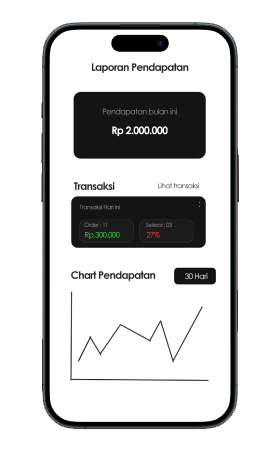 Laporan Pendapatan
Pendapatan bulan ini
Rp 2.000.000
Transaksi
Lihat transaksi
Transaksi Hari ini
Order : 11
Selesai : 03
Rp.300.000
27%
Chart Pendapatan
30 Hari